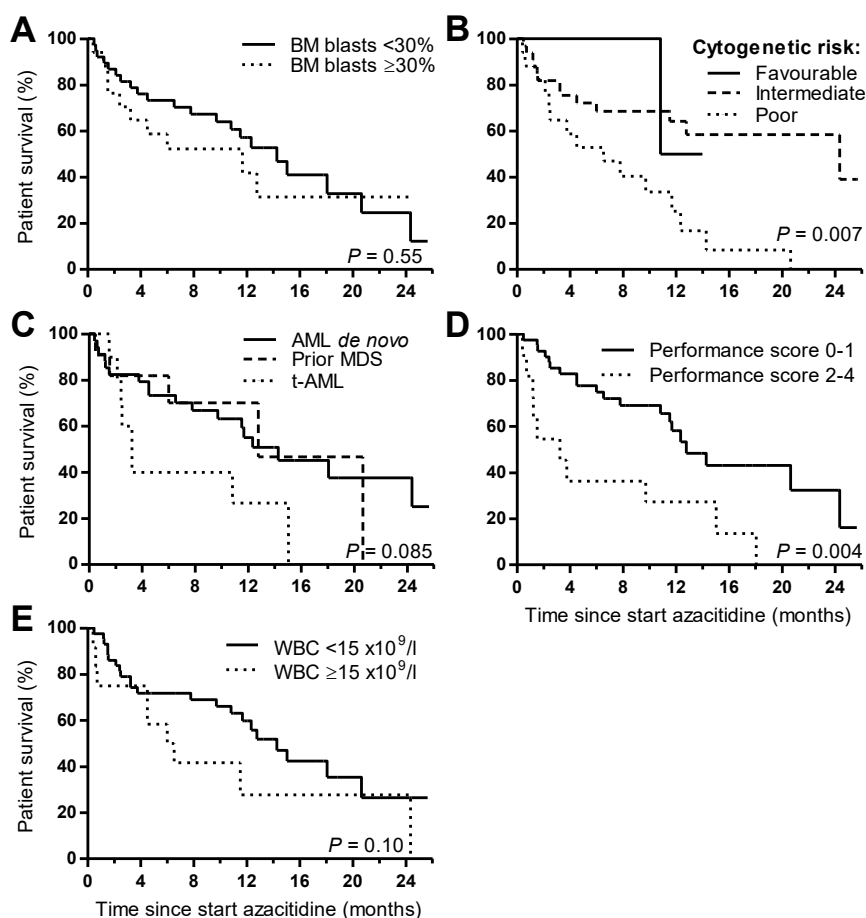 A
BM blasts <30%
BM blasts ≥30%
Patient survival (%)
100
80
60
40
20
0
0 4 8 12 16 20 24
P = 0.55
B
Cytogenetic risk:
Favourable
Intermediate
Poor
100
80
60
40
20
0
0 4 8 12 16 20 24
P = 0.007
C
AML de novo
Prior MDS
t-AML
Patient survival (%)
100
80
60
40
20
0
0 4 8 12 16 20 24
P = 0.085
D
Performance score 0-1
Performance score 2-4
100
80
60
40
20
0
0 4 8 12 16 20 24
P = 0.004
Time since start azacitidine (months)
E
WBC <15 x10⁹/l
WBC ≥15 x10⁹/l
Patient survival (%)
100
80
60
40
20
0
0 4 8 12 16 20 24
P = 0.10
Time since start azacitidine (months)